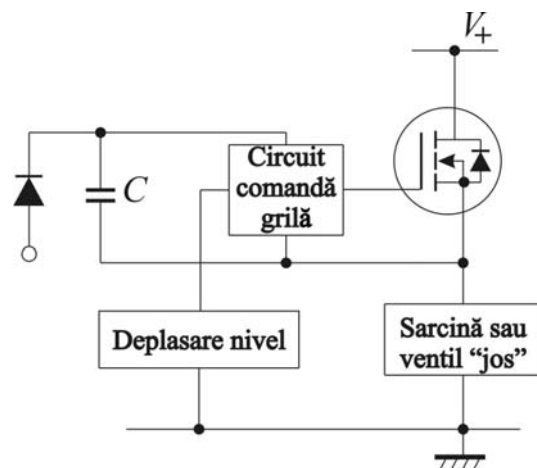 V+
Circuit
comandă
grilă
C
Deplasare nivel
Sarcină sau
ventil “jos”